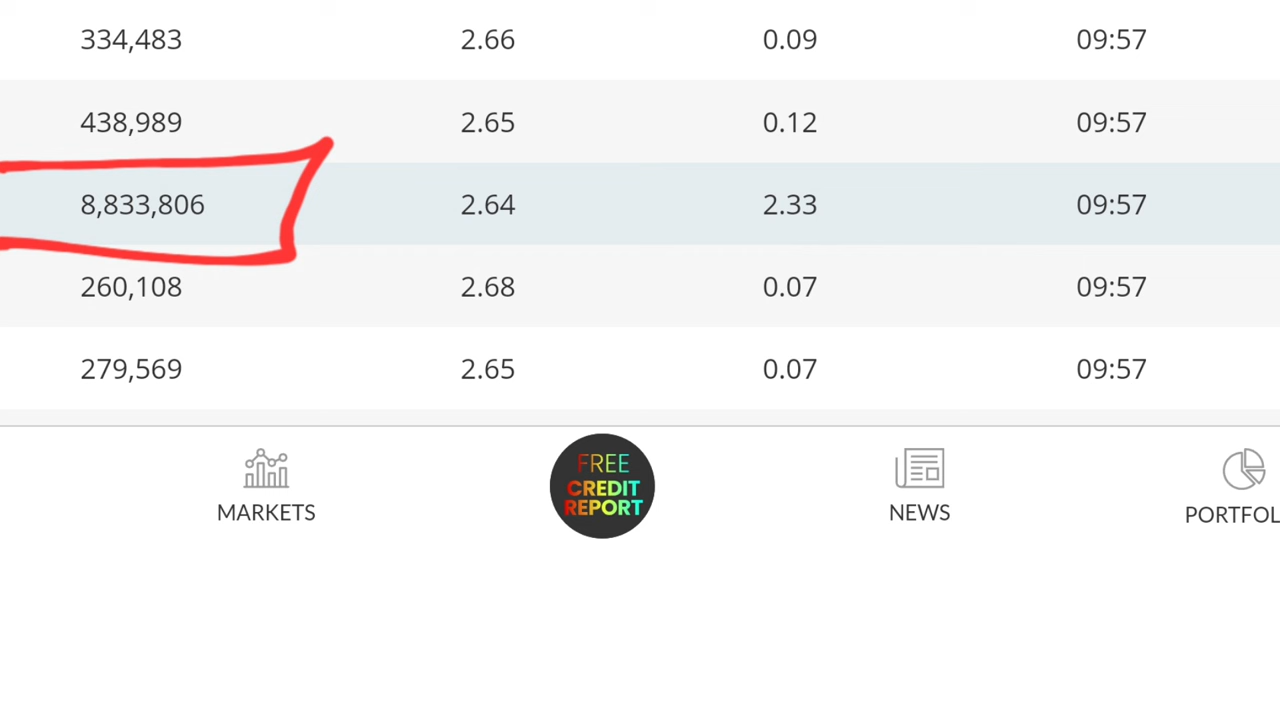 334,483 2.66 0.09 09:57
438,989 2.65 0.12 09:57
8,833,806 2.64 2.33 09:57
260,108 2.68 0.07 09:57
279,569 2.65 0.07 09:57
FREE
CREDIT
REPORT
MARKETS NEWS PORTFOL